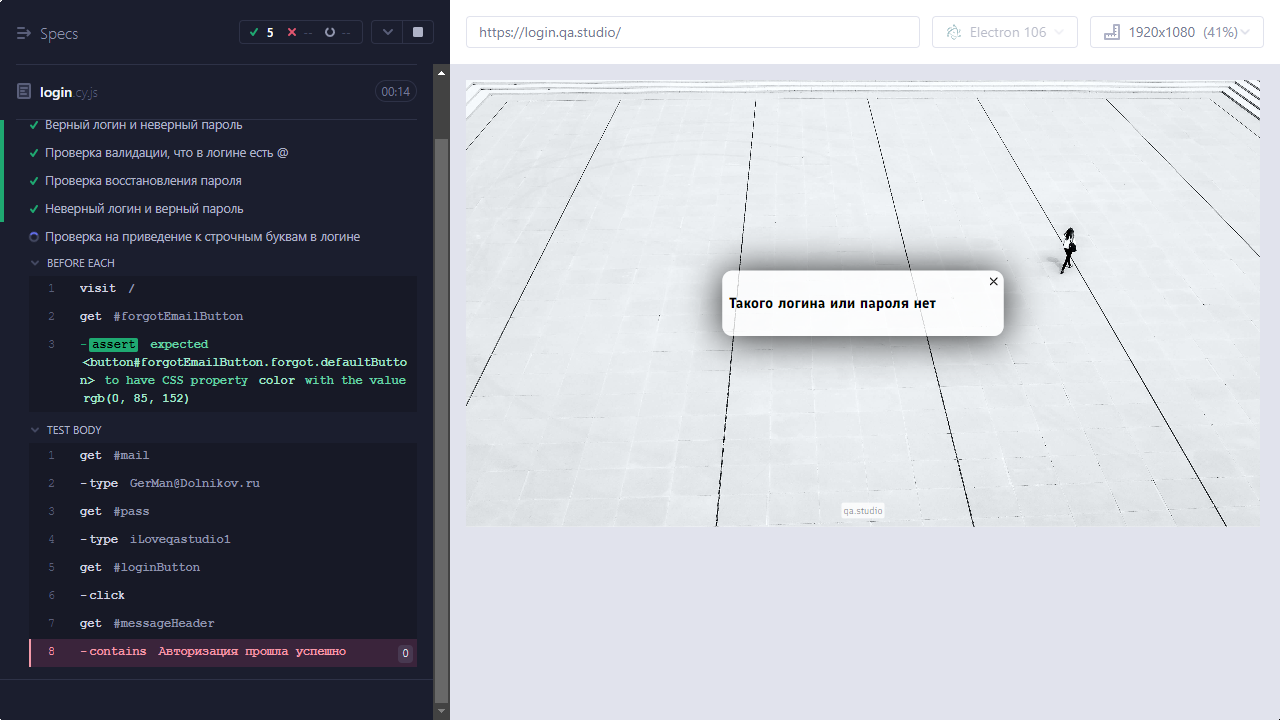 Specs
5 -- --
login.cy.js 00:14
Верный логин и неверный пароль
Проверка валидации, что в логине есть @
Проверка восстановления пароля
Неверный логин и верный пароль
Проверка на приведение к строчным буквам в логине
BEFORE EACH
1 visit /
2 get #forgotEmailButton
3 -assert expected
<button#forgotEmailButton.forgot.defaultButto
n> to have CSS property color with the value
rgb(0, 85, 152)
TEST BODY
1 get #mail
2 -type GerMan@Dolnikov.ru
3 get #pass
4 -type iLoveqastudio1
5 get #loginButton
6 -click
7 get #messageHeader
8 -contains Авторизация прошла успешно 0
https://login.qa.studio/
Electron 106
1920x1080 (41%)
Такого логина или пароля нет
qa.studio